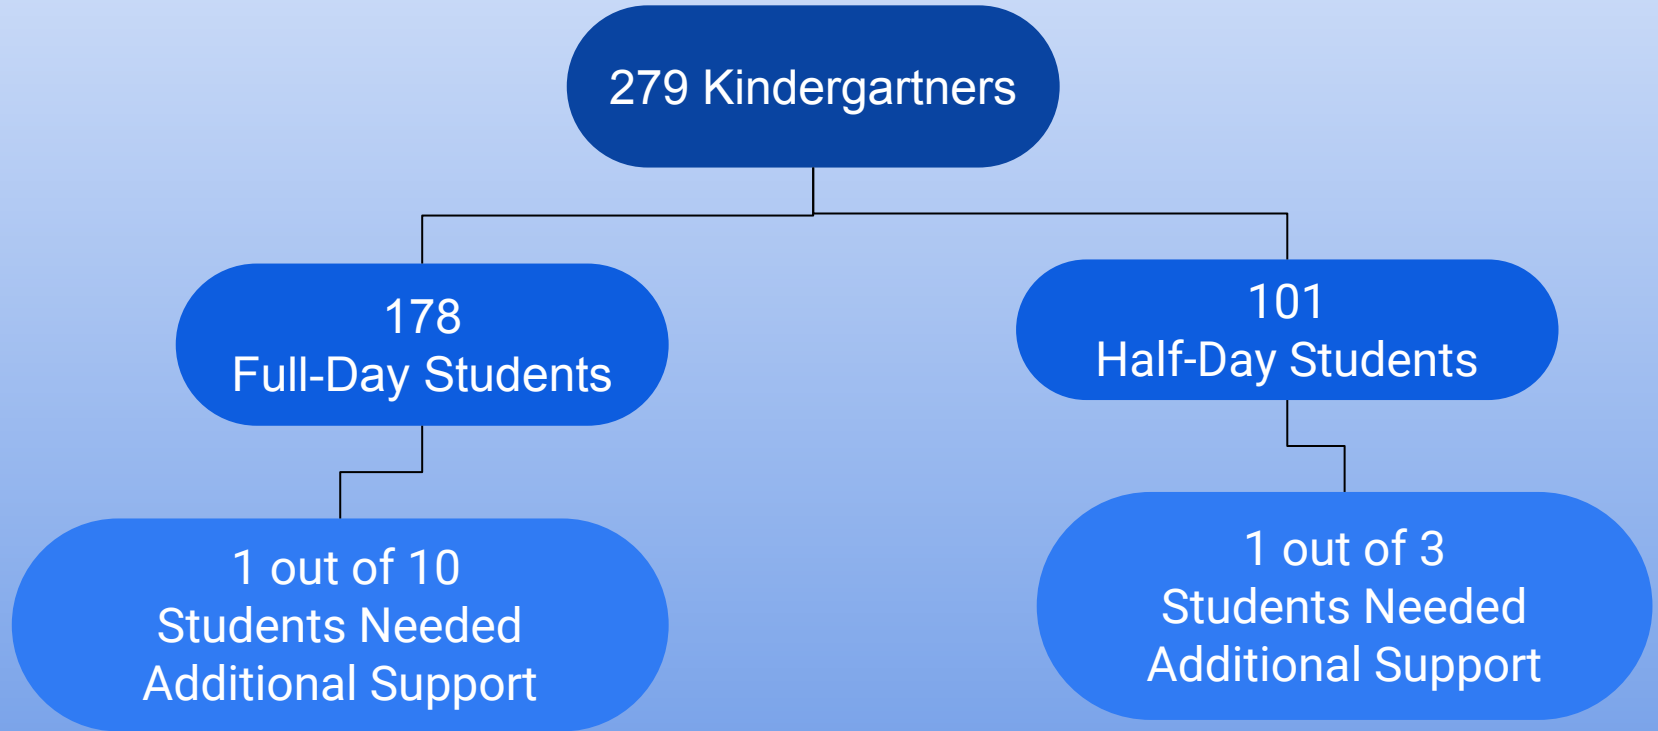 279 Kindergartners
178
Full-Day Students
101
Half-Day Students
1 out of 10
Students Needed
Additional Support
1 out of 3
Students Needed
Additional Support